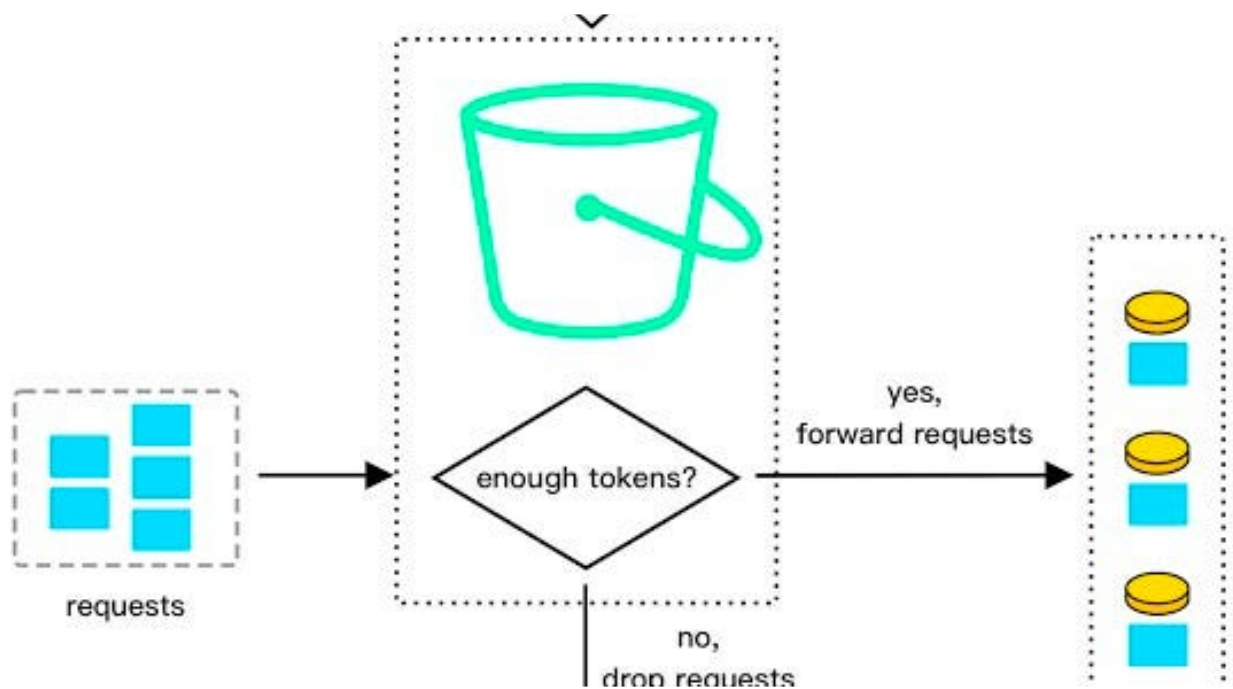 yes,
forward requests
enough tokens?
requests
no,
drop requests